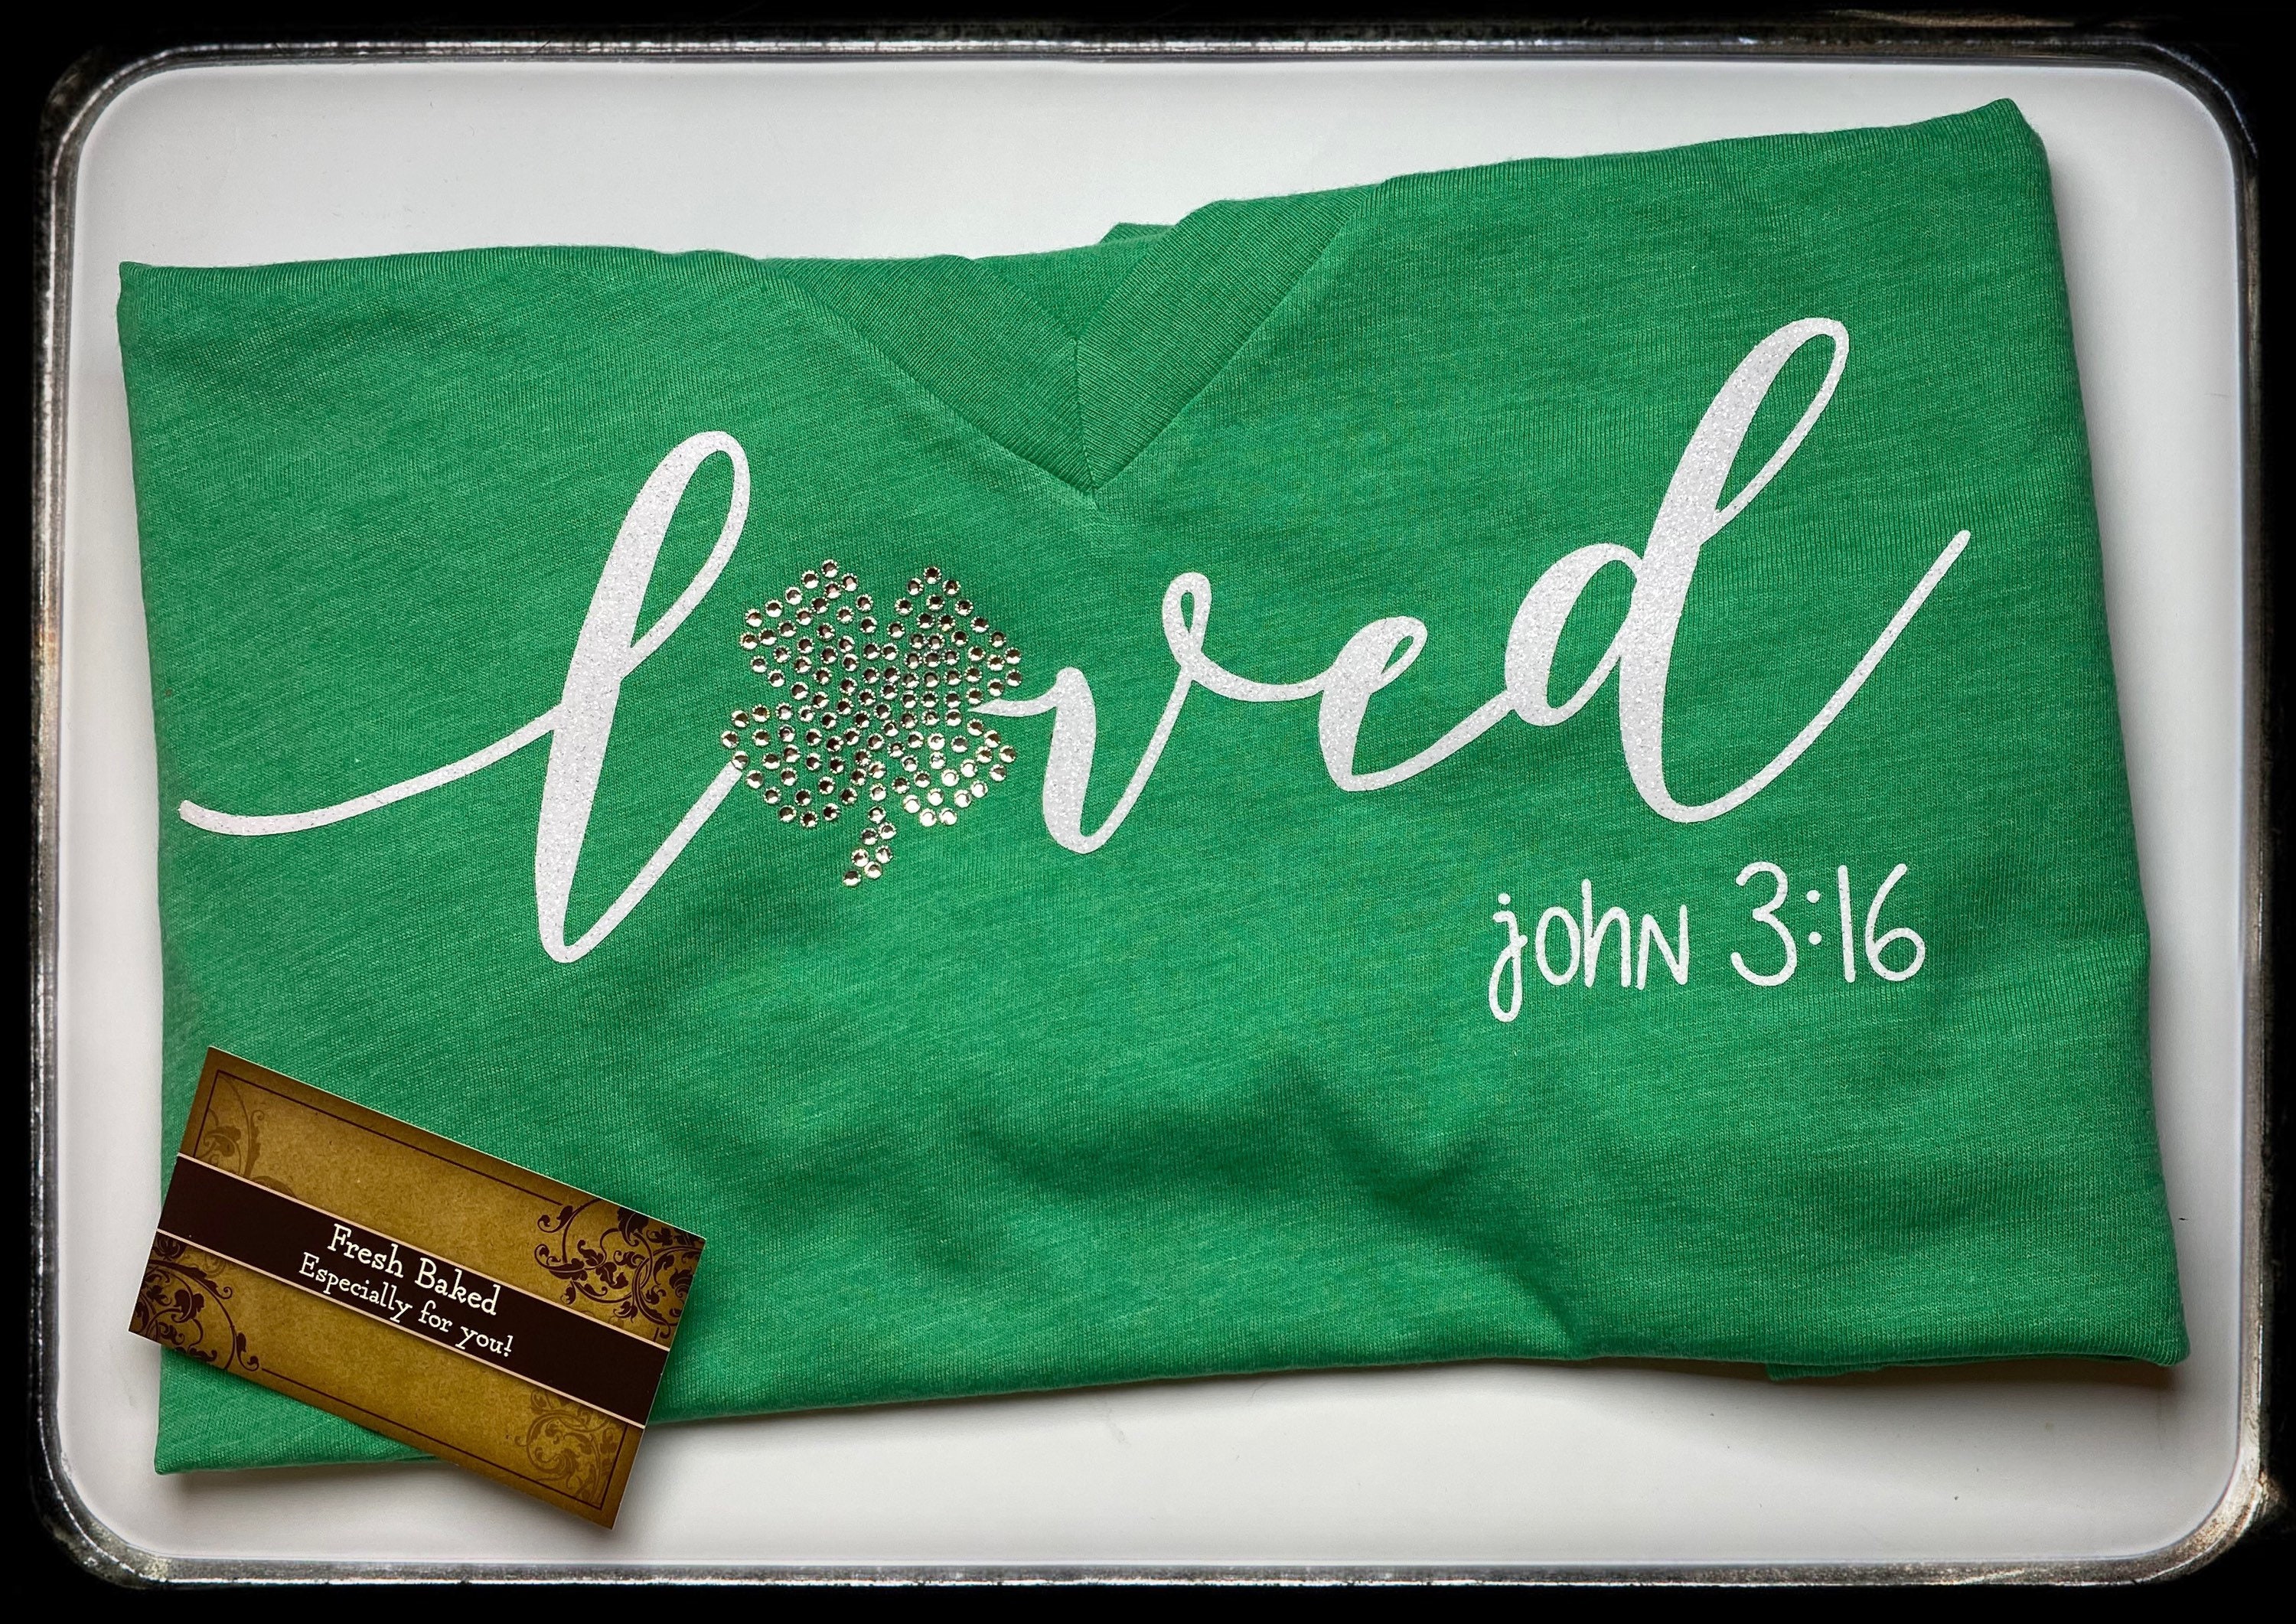 loved
john 3:16
Fresh Baked
Especially for you!